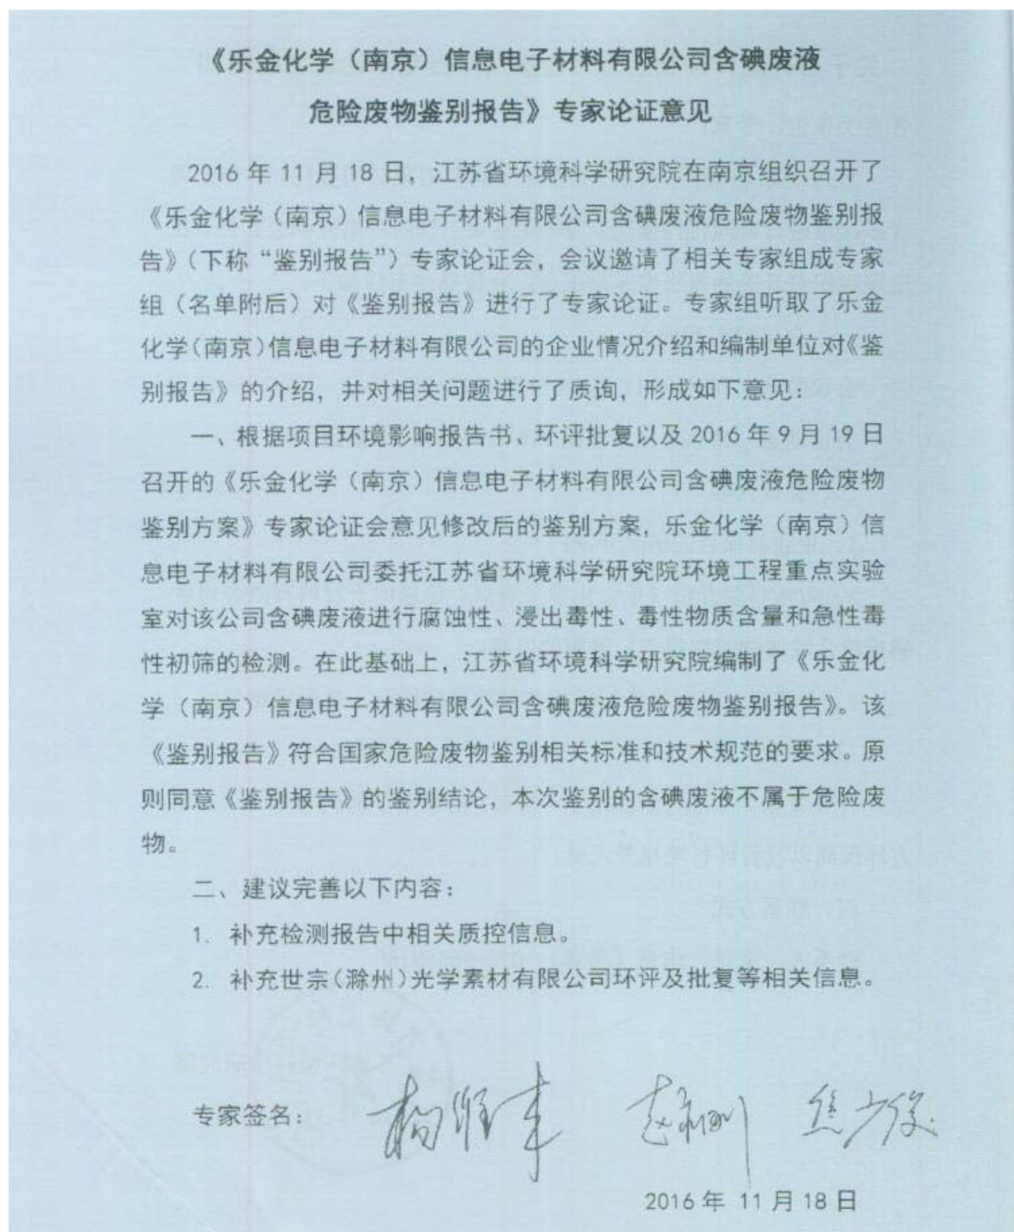 《乐金化学（南京）信息电子材料有限公司含碘废液
危险废物鉴别报告》专家论证意见
2016 年 11 月 18 日，江苏省环境科学研究院在南京组织召开了
《乐金化学（南京）信息电子材料有限公司含碘废液危险废物鉴别报
告》（下称“鉴别报告”）专家论证会，会议邀请了相关专家组成专家
组（名单附后）对《鉴别报告》进行了专家论证。专家组听取了乐金
化学（南京）信息电子材料有限公司的企业情况介绍和编制单位对《鉴
别报告》的介绍，并对相关问题进行了质询，形成如下意见：
一、根据项目环境影响报告书、环评批复以及 2016 年 9 月 19 日
召开的《乐金化学（南京）信息电子材料有限公司含碘废液危险废物
鉴别方案》专家论证会意见修改后的鉴别方案，乐金化学（南京）信
息电子材料有限公司委托江苏省环境科学研究院环境工程重点实验
室对该公司含碘废液进行腐蚀性、浸出毒性、毒性物质含量和急性毒
性初筛的检测。在此基础上，江苏省环境科学研究院编制了《乐金化
学（南京）信息电子材料有限公司含碘废液危险废物鉴别报告》。该
《鉴别报告》符合国家危险废物鉴别相关标准和技术规范的要求。原
则同意《鉴别报告》的鉴别结论，本次鉴别的含碘废液不属于危险废
物。
二、建议完善以下内容：
1. 补充检测报告中相关质控信息。
2. 补充世宗（滁州）光学素材有限公司环评及批复等相关信息。
专家签名：
2016 年 11 月 18 日